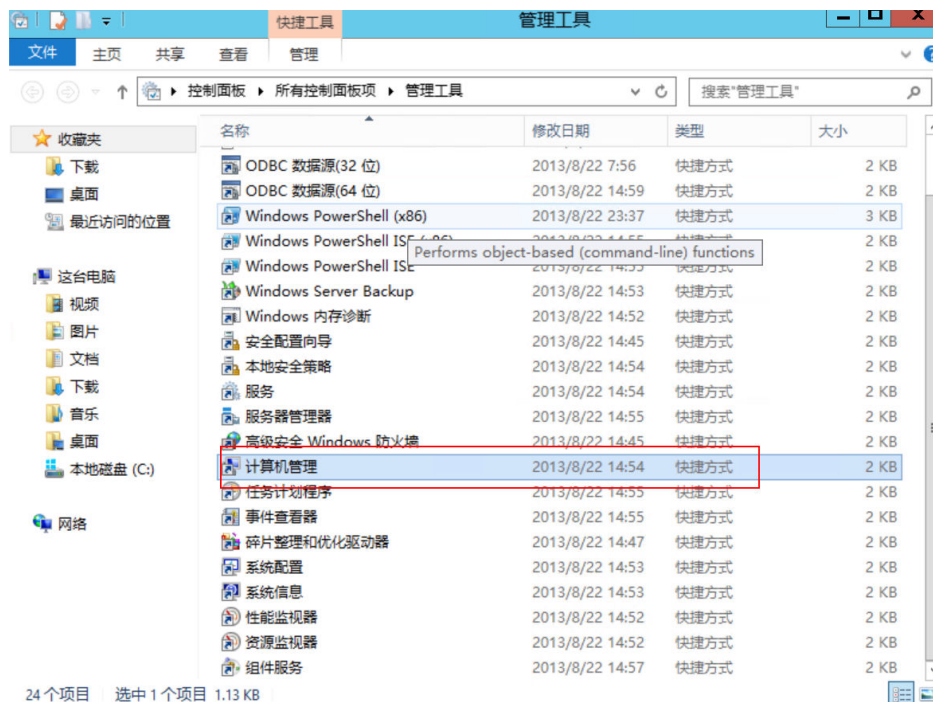 快捷工具
管理工具
文件 主页 共享 查看 管理
控制面板 所有控制面板项 管理工具
搜索"管理工具"
名称 修改日期 类型 大小
收藏夹
下载
桌面
最近访问的位置
这台电脑
视频
图片
文档
下载
音乐
桌面
本地磁盘 (C:)
网络
ODBC 数据源(32 位) 2013/8/22 7:56 快捷方式 2 KB
ODBC 数据源(64 位) 2013/8/22 14:59 快捷方式 2 KB
Windows PowerShell (x86) 2013/8/22 23:37 快捷方式 3 KB
Windows PowerShell ISE (x86) 2013/8/22 14:55 快捷方式 2 KB
Performs object-based (command-line) functions
Windows PowerShell ISE 2013/8/22 14:55 快捷方式 2 KB
Windows Server Backup 2013/8/22 14:53 快捷方式 2 KB
Windows 内存诊断 2013/8/22 14:52 快捷方式 2 KB
安全配置向导 2013/8/22 14:45 快捷方式 2 KB
本地安全策略 2013/8/22 14:54 快捷方式 2 KB
服务 2013/8/22 14:54 快捷方式 2 KB
服务器管理器 2013/8/22 14:55 快捷方式 2 KB
高级安全 Windows 防火墙 2013/8/22 14:45 快捷方式 2 KB
计算机管理 2013/8/22 14:54 快捷方式 2 KB
任务计划程序 2013/8/22 14:55 快捷方式 2 KB
事件查看器 2013/8/22 14:55 快捷方式 2 KB
碎片整理和优化驱动器 2013/8/22 14:47 快捷方式 2 KB
系统配置 2013/8/22 14:53 快捷方式 2 KB
系统信息 2013/8/22 14:53 快捷方式 2 KB
性能监视器 2013/8/22 14:52 快捷方式 2 KB
资源监视器 2013/8/22 14:52 快捷方式 2 KB
组件服务 2013/8/22 14:57 快捷方式 2 KB
24 个项目 选中 1 个项目 1.13 KB